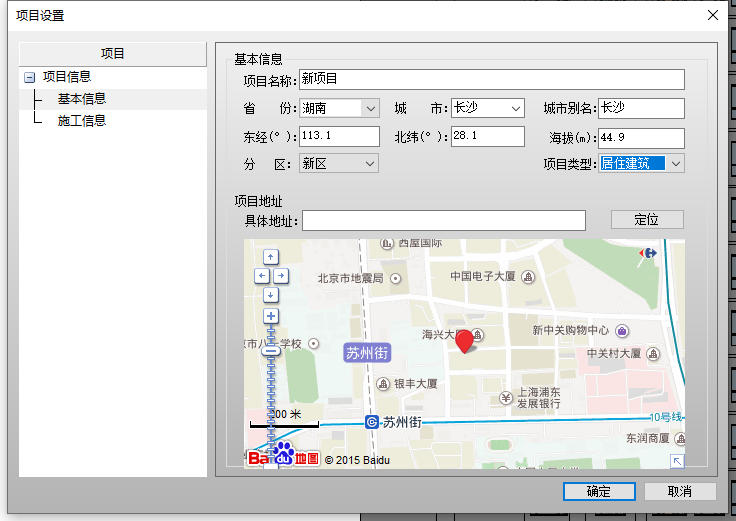 项目设置
项目
项目信息
基本信息
施工信息
基本信息
项目名称: 新项目
省 份: 湖南 城 市: 长沙 城市别名: 长沙
东经(°): 113.1 北纬(°): 28.1 海拔(m): 44.9
分 区: 新区 项目类型: 居住建筑
项目地址
具体地址: 定位
西屋国际
北京市地震局
中国电子大厦
海兴大
新中关购物中心
学校
苏州街
中关村大厦
银丰大厦
上海浦东
发展银行
300 米
苏州街
10号线
东润商厦
Bai du 地图 © 2015 Baidu
确定 取消